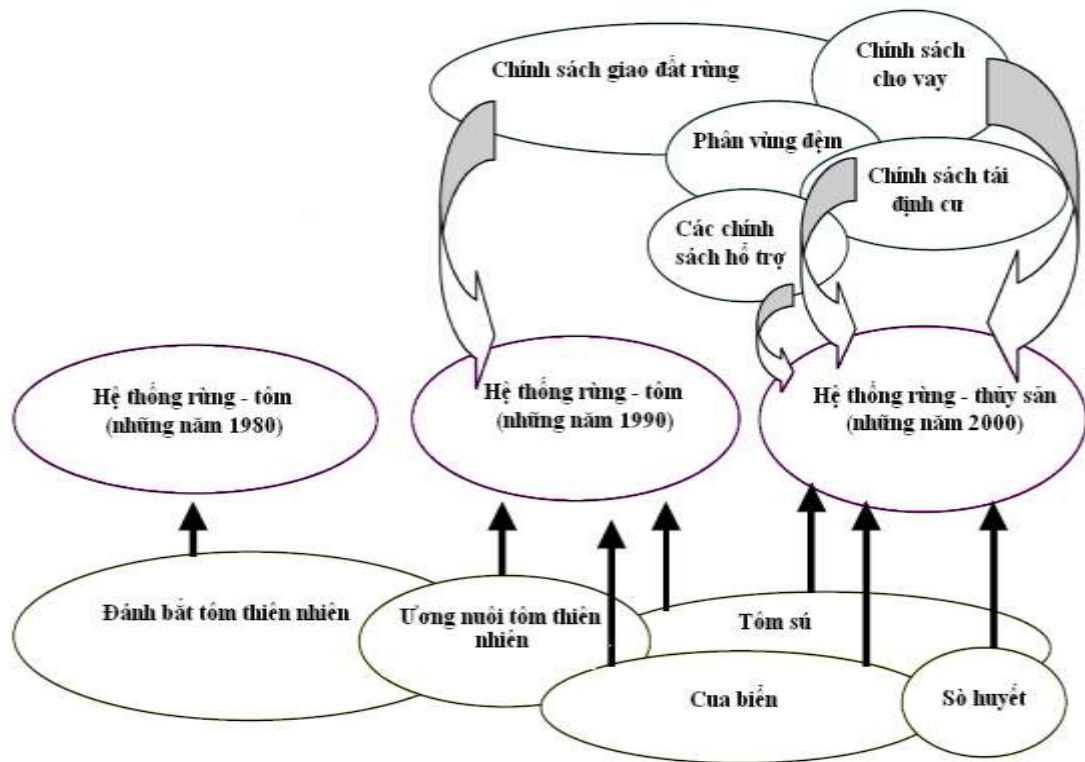 Chính sách giao đất rừng
Chính sách
cho vay
Phân vùng đệm
Chính sách tái
định cư
Các chính
sách hỗ trợ
Hệ thống rừng - tôm
(những năm 1980)
Hệ thống rừng - tôm
(những năm 1990)
Hệ thống rừng - thủy sản
(những năm 2000)
Đánh bắt tôm thiên nhiên
Ương nuôi tôm thiên
nhiên
Tôm sú
Cua biển
Sò huyết